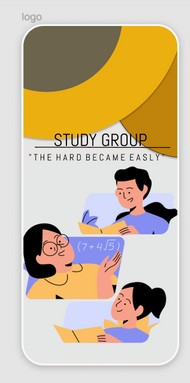 logo
STUDY GROUP
"THE HARD BECAME EASLY"
(7+4√5)